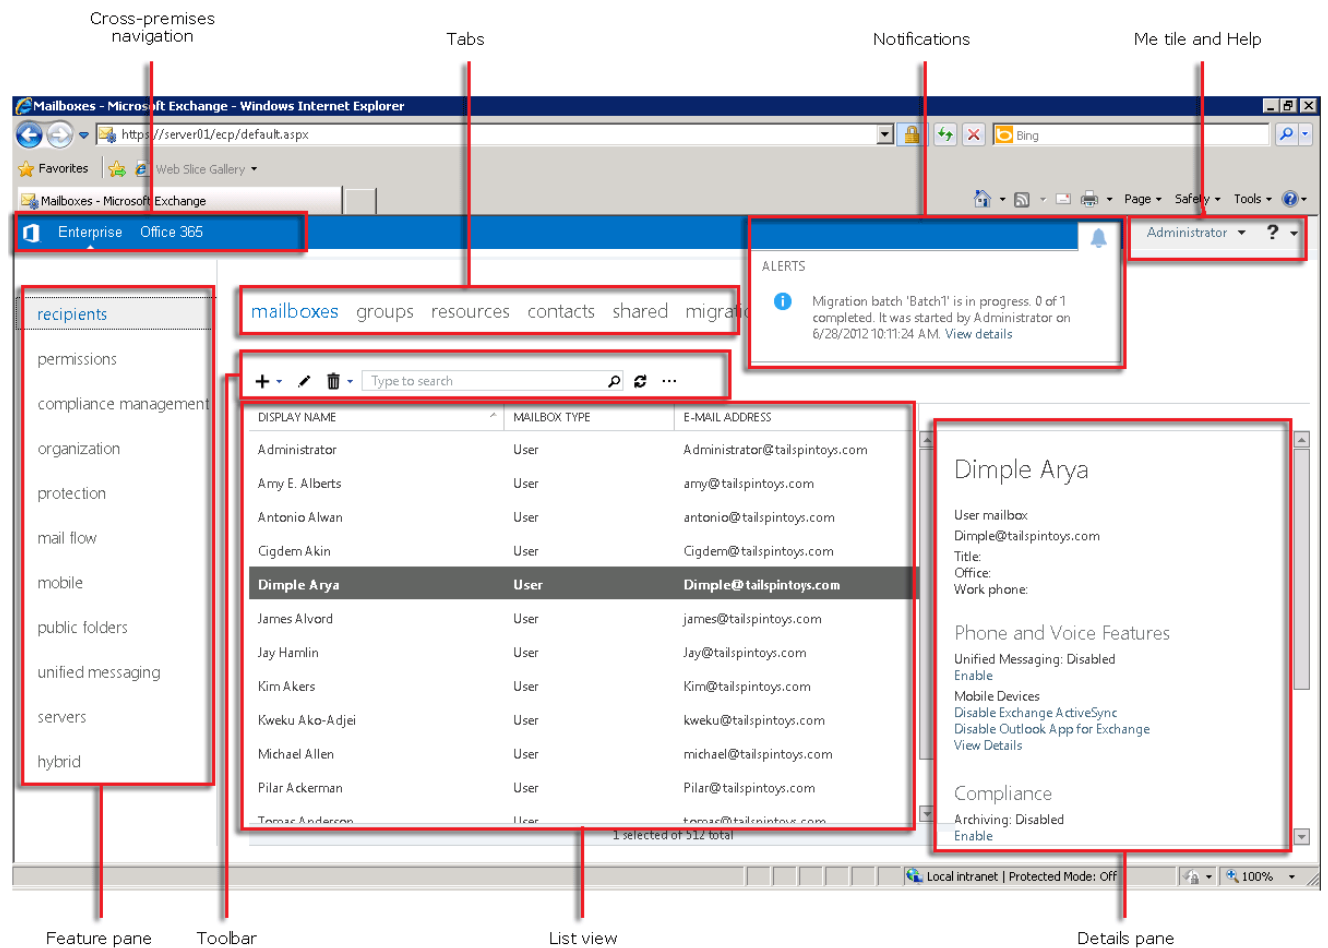 Cross-premises
navigation
Tabs
Notifications
Me tile and Help
Mailboxes - Microsoft Exchange - Windows Internet Explorer
https://server01/ecp/default.aspx
Bing
Favorites
Web Slice Gallery
Mailboxes - Microsoft Exchange
Page
Safety
Tools
Enterprise
Office 365
Administrator
?
ALERTS
Migration batch 'Batch1' is in progress. 0 of 1
completed. It was started by Administrator on
6/28/2012 10:11:24 AM. View details
recipients
permissions
compliance management
organization
protection
mail flow
mobile
public folders
unified messaging
servers
hybrid
mailboxes groups resources contacts shared migratio
Type to search
DISPLAY NAME MAILBOX TYPE E-MAIL ADDRESS
Administrator User Administrator@tailspintoys.com
Amy E. Alberts User amy@tailspintoys.com
Antonio Alwan User antonio@tailspintoys.com
Cigdem Akin User Cigdem@tailspintoys.com
Dimple Arya User Dimple@tailspintoys.com
James Alvord User james@tailspintoys.com
Jay Hamlin User Jay@tailspintoys.com
Kim Akers User Kim@tailspintoys.com
Kweku Ako-Adjei User kweku@tailspintoys.com
Michael Allen User michael@tailspintoys.com
Pilar Ackerman User Pilar@tailspintoys.com
Tomas Anderson User tomas@tailspintoys.com
1 selected of 512 total
Dimple Arya
User mailbox
Dimple@tailspintoys.com
Title:
Office:
Work phone:
Phone and Voice Features
Unified Messaging: Disabled
Enable
Mobile Devices
Disable Exchange ActiveSync
Disable Outlook App for Exchange
View Details
Compliance
Archiving: Disabled
Enable
Local intranet | Protected Mode: Off
100%
Feature pane
Toolbar
List view
Details pane